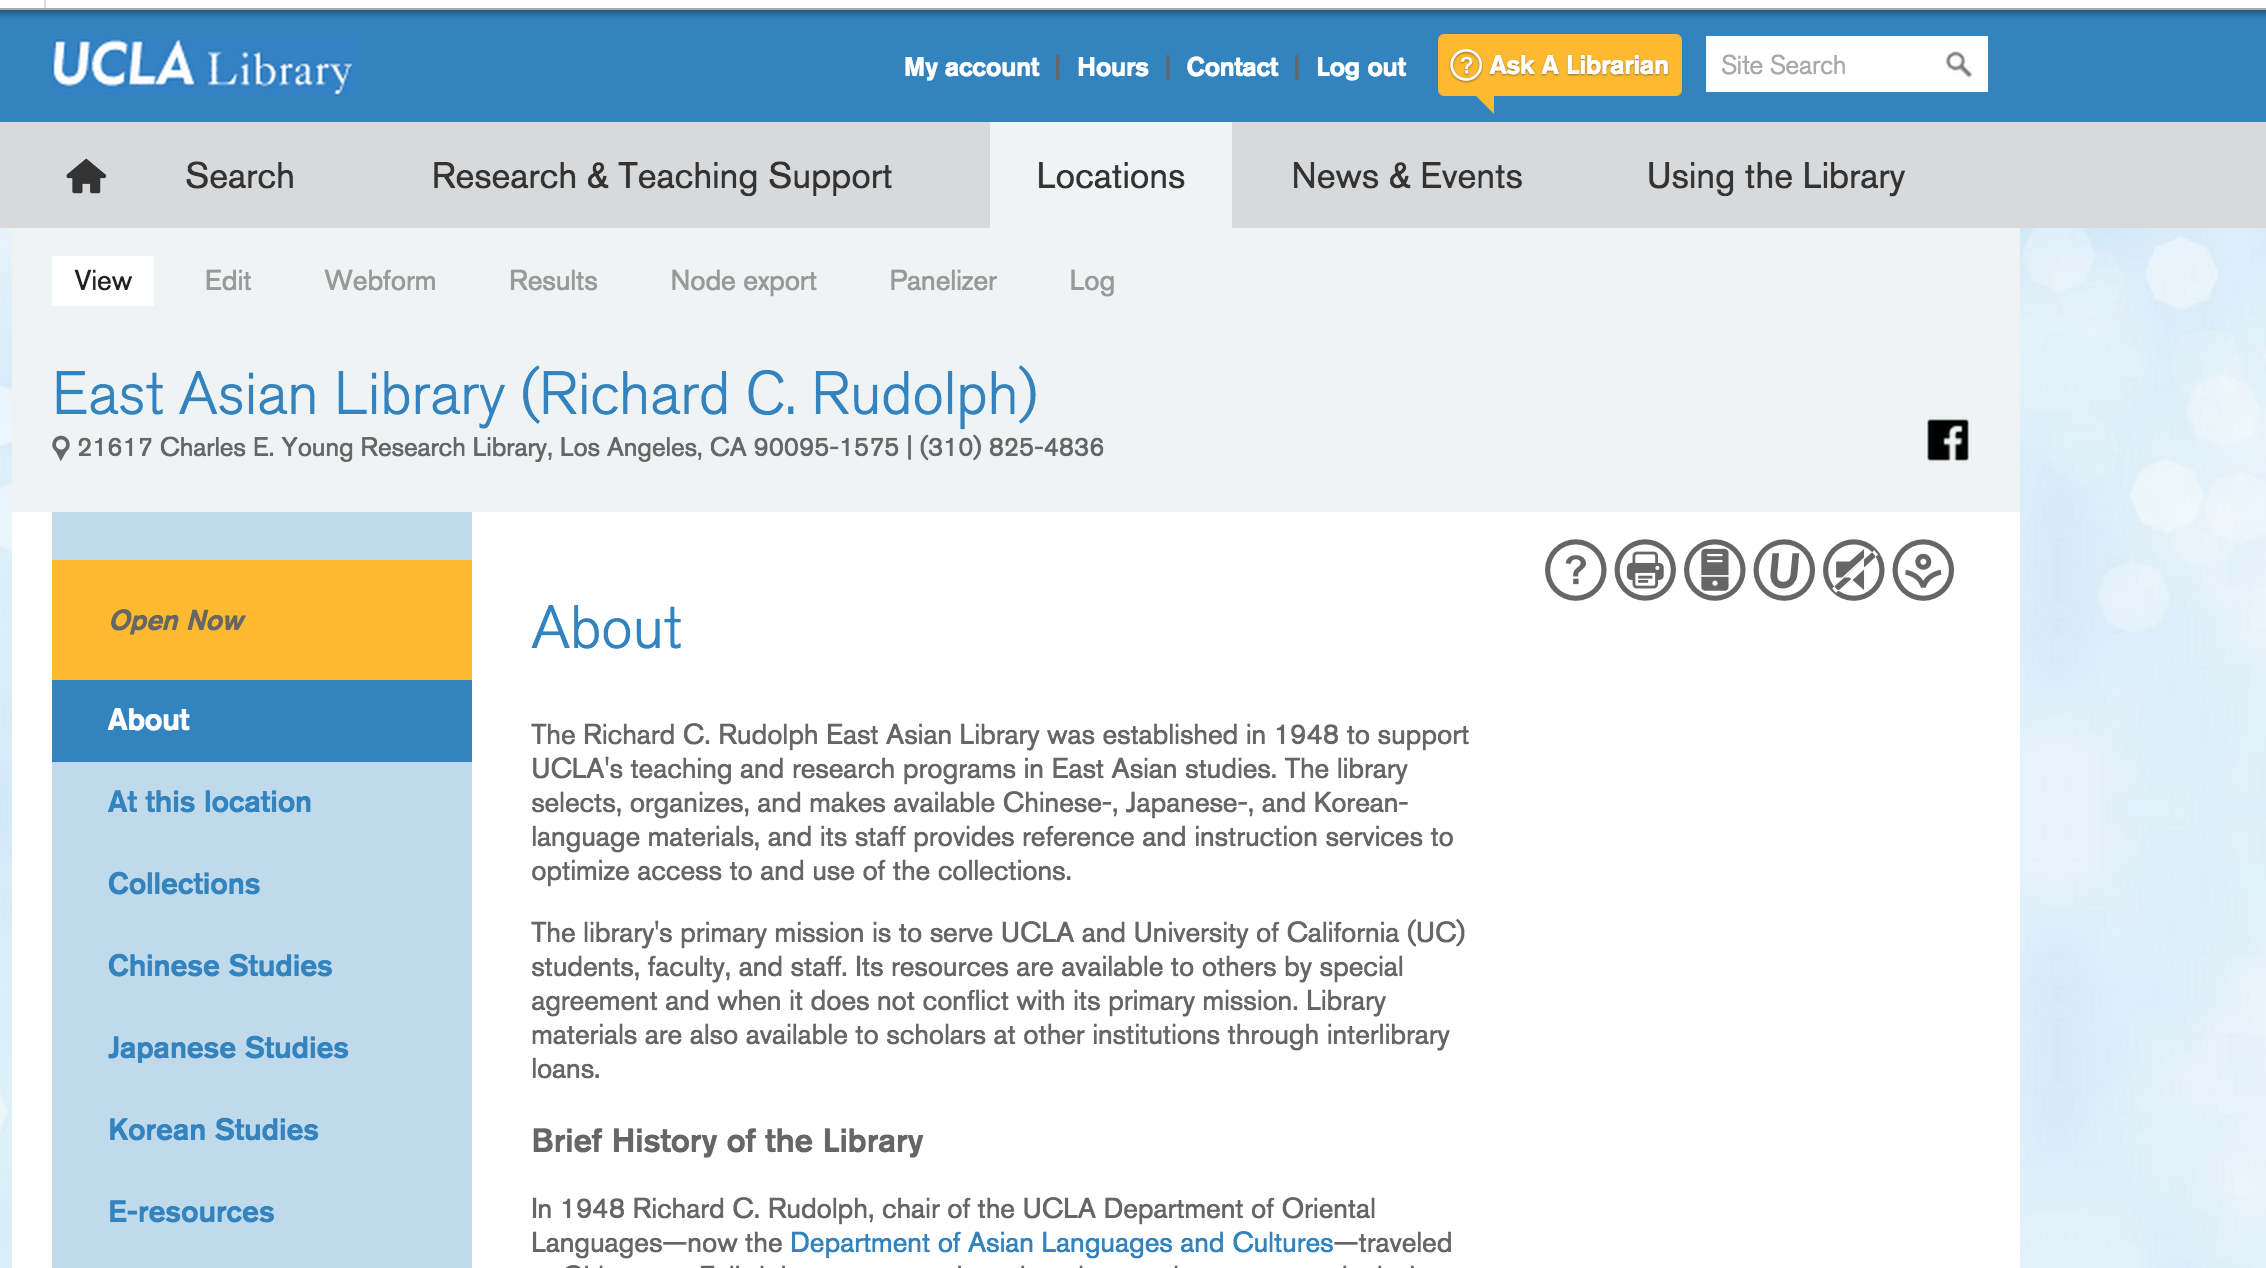 UCLA Library
My account | Hours | Contact | Log out
? Ask A Librarian
Site Search
Search
Research & Teaching Support
Locations
News & Events
Using the Library
View
Edit
Webform
Results
Node export
Panelizer
Log
East Asian Library (Richard C. Rudolph)
21617 Charles E. Young Research Library, Los Angeles, CA 90095-1575 | (310) 825-4836
Open Now
About
At this location
Collections
Chinese Studies
Japanese Studies
Korean Studies
E-resources
? U
About
The Richard C. Rudolph East Asian Library was established in 1948 to support
UCLA's teaching and research programs in East Asian studies. The library
selects, organizes, and makes available Chinese-, Japanese-, and Korean-
language materials, and its staff provides reference and instruction services to
optimize access to and use of the collections.
The library's primary mission is to serve UCLA and University of California (UC)
students, faculty, and staff. Its resources are available to others by special
agreement and when it does not conflict with its primary mission. Library
materials are also available to scholars at other institutions through interlibrary
loans.
Brief History of the Library
In 1948 Richard C. Rudolph, chair of the UCLA Department of Oriental
Languages—now the Department of Asian Languages and Cultures—traveled